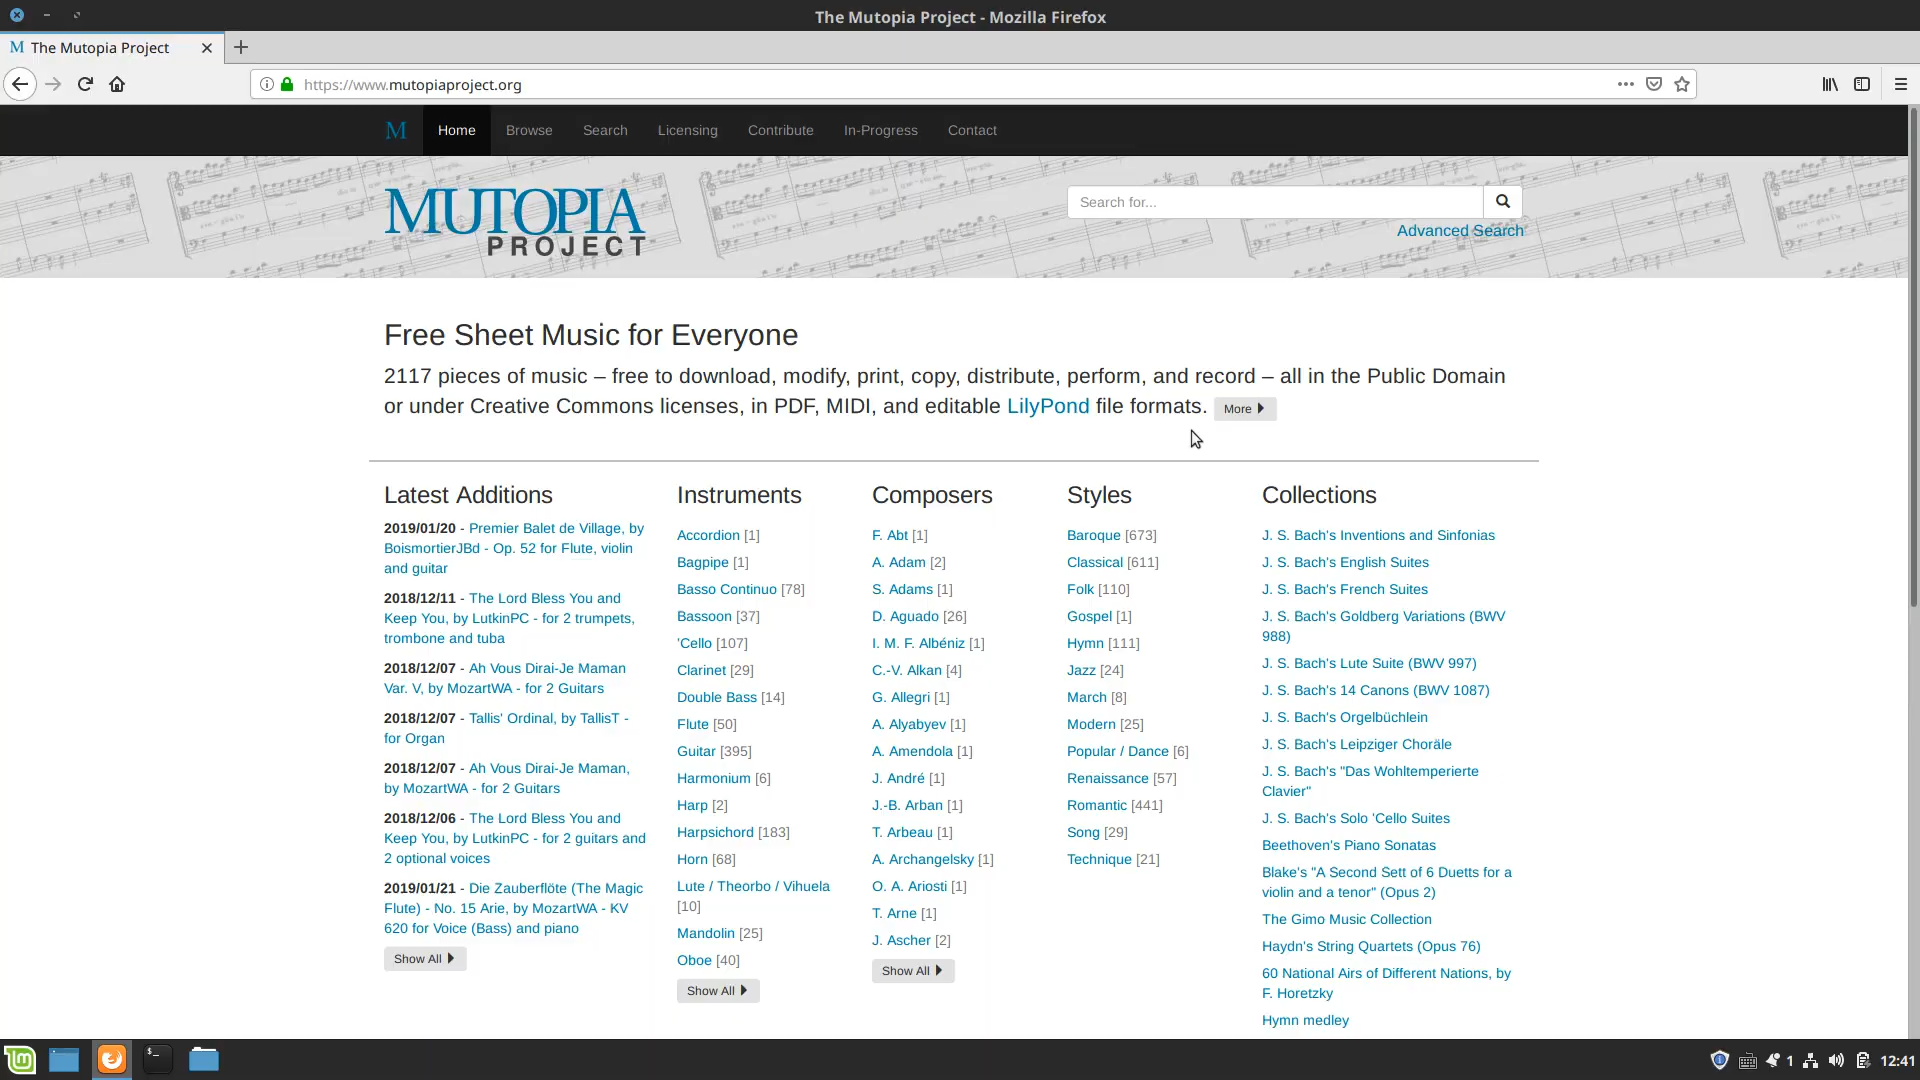 The Mutopia Project - Mozilla Firefox
M The Mutopia Project
https://www.mutopiaproject.org
M Home Browse Search Licensing Contribute In-Progress Contact
MUTOPIA
PROJECT
Search for...
Advanced Search
Free Sheet Music for Everyone
2117 pieces of music – free to download, modify, print, copy, distribute, perform, and record – all in the Public Domain
or under Creative Commons licenses, in PDF, MIDI, and editable LilyPond file formats. More
Latest Additions
2019/01/20 - Premier Balet de Village, by
BoismortierJBd - Op. 52 for Flute, violin
and guitar
2018/12/11 - The Lord Bless You and
Keep You, by LutkinPC - for 2 trumpets,
trombone and tuba
2018/12/07 - Ah Vous Dirai-Je Maman
Var. V, by MozartWA - for 2 Guitars
2018/12/07 - Tallis' Ordinal, by TallisT -
for Organ
2018/12/07 - Ah Vous Dirai-Je Maman,
by MozartWA - for 2 Guitars
2018/12/06 - The Lord Bless You and
Keep You, by LutkinPC - for 2 guitars and
2 optional voices
2019/01/21 - Die Zauberflöte (The Magic
Flute) - No. 15 Arie, by MozartWA - KV
620 for Voice (Bass) and piano
Show All
Instruments
Accordion [1]
Bagpipe [1]
Basso Continuo [78]
Bassoon [37]
'Cello [107]
Clarinet [29]
Double Bass [14]
Flute [50]
Guitar [395]
Harmonium [6]
Harp [2]
Harpsichord [183]
Horn [68]
Lute / Theorbo / Vihuela
[10]
Mandolin [25]
Oboe [40]
Show All
Composers
F. Abt [1]
A. Adam [2]
S. Adams [1]
D. Aguado [26]
I. M. F. Albéniz [1]
C.-V. Alkan [4]
G. Allegri [1]
A. Alyabyev [1]
A. Amendola [1]
J. André [1]
J.-B. Arban [1]
T. Arbeau [1]
A. Archangelsky [1]
O. A. Ariosti [1]
T. Arne [1]
J. Ascher [2]
Show All
Styles
Baroque [673]
Classical [611]
Folk [110]
Gospel [1]
Hymn [111]
Jazz [24]
March [8]
Modern [25]
Popular / Dance [6]
Renaissance [57]
Romantic [441]
Song [29]
Technique [21]
Collections
J. S. Bach's Inventions and Sinfonias
J. S. Bach's English Suites
J. S. Bach's French Suites
J. S. Bach's Goldberg Variations (BWV
988)
J. S. Bach's Lute Suite (BWV 997)
J. S. Bach's 14 Canons (BWV 1087)
J. S. Bach's Orgelbüchlein
J. S. Bach's Leipziger Choräle
J. S. Bach's "Das Wohltemperierte
Clavier"
J. S. Bach's Solo 'Cello Suites
Beethoven's Piano Sonatas
Blake's "A Second Sett of 6 Duetts for a
violin and a tenor" (Opus 2)
The Gimo Music Collection
Haydn's String Quartets (Opus 76)
60 National Airs of Different Nations, by
F. Horetzky
Hymn medley
1 12:41